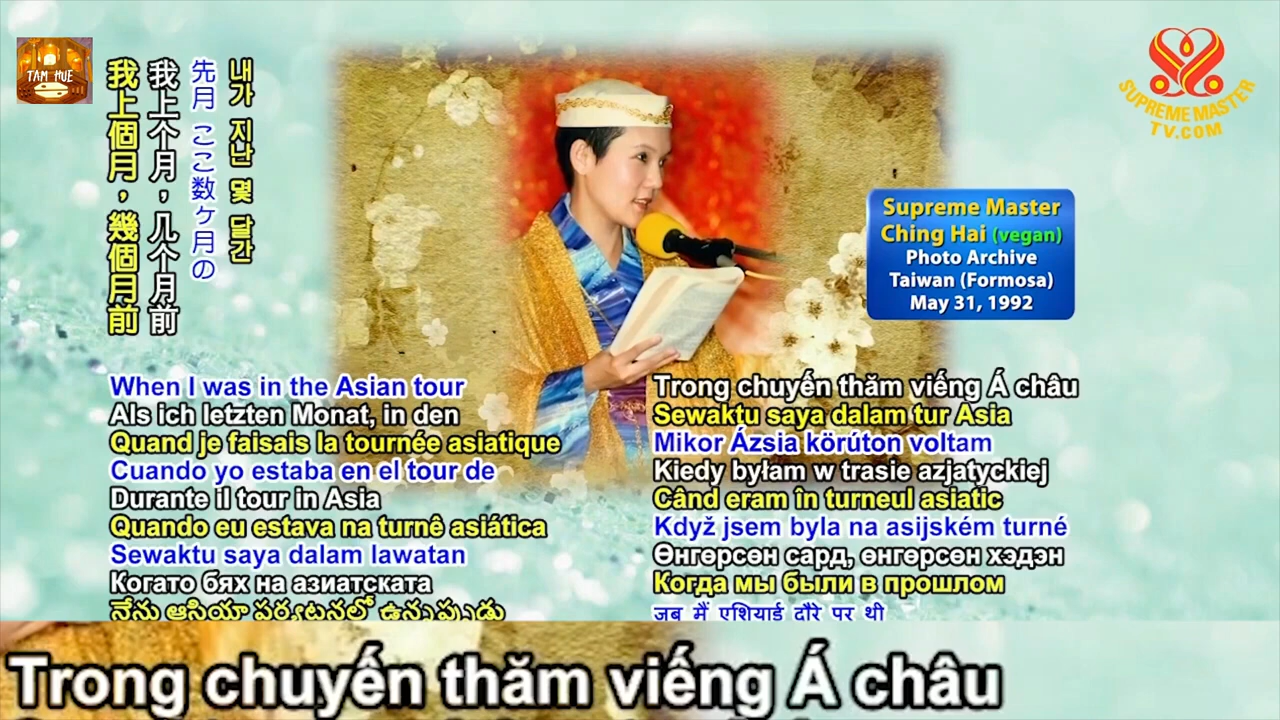 TAM HUE
我上個月，幾個月前
我上个月，几个月前
先月 ここ数ヶ月の
내가 지난 몇 달간
SUPREME MASTER
TV.COM
Supreme Master
Ching Hai (vegan)
Photo Archive
Taiwan (Formosa)
May 31, 1992
When I was in the Asian tour
Als ich letzten Monat, in den
Quand je faisais la tournée asiatique
Cuando yo estaba en el tour de
Durante il tour in Asia
Quando eu estava na turnê asiática
Sewaktu saya dalam lawatan
Когато бях на азиатската
నేను ఆసియా పర్యటనలో ఉన్నప్పుడు
Trong chuyến thăm viếng Á châu
Sewaktu saya dalam tur Asia
Mikor Ázsia körúton voltam
Kiedy byłam w trasie azjatyckiej
Când eram în turneul asiatic
Když jsem byla na asijském turné
Өнгөрсөн сард, өнгөрсөн хэдэн
Когда мы были в прошлом
जब मैं एशियाई दौरे पर थी
Trong chuyến thăm viếng Á châu